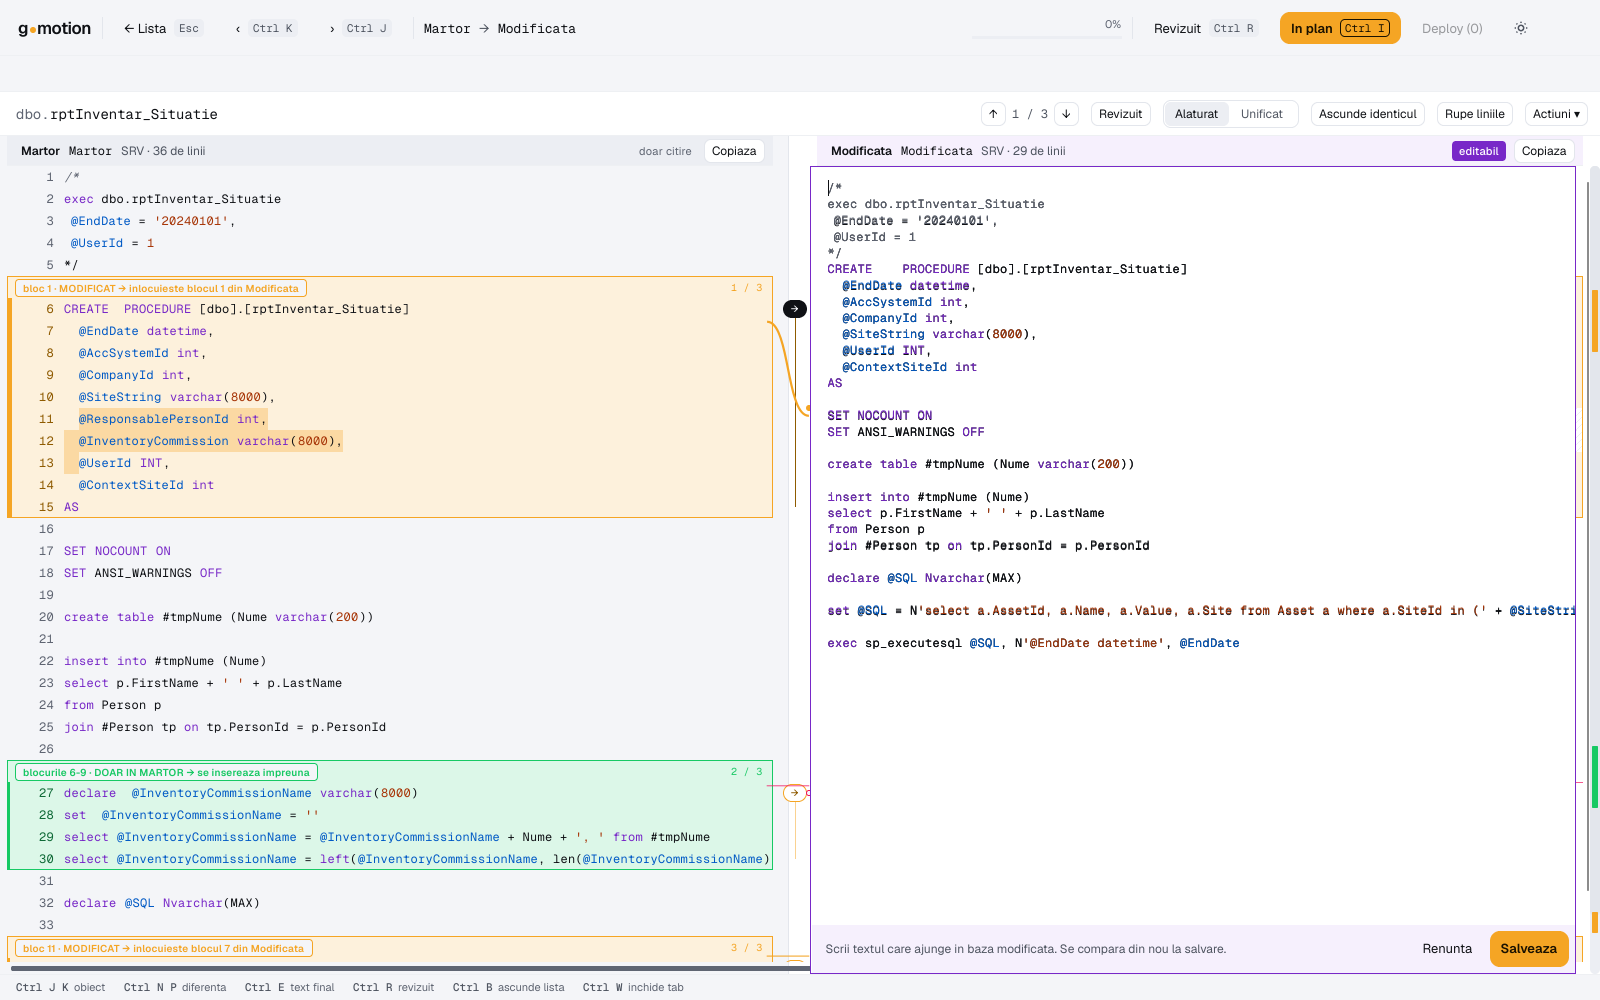 g•motion
← Lista Esc
‹ Ctrl K
› Ctrl J
Martor → Modificata
0%
Revizuit Ctrl R
In plan Ctrl I
Deploy (0)
dbo.rptInventar_Situatie
↑ 1 / 3 ↓
Revizuit
Alaturat Unificat
Ascunde identicul
Rupe liniile
Actiuni ▾
Martor Martor SRV · 36 de linii
doar citire
Copiaza
1 /*
2 exec dbo.rptInventar_Situatie
3 @EndDate = '20240101',
4 @UserId = 1
5 */
bloc 1 · MODIFICAT → inlocuieste blocul 1 din Modificata
1 / 3
6 CREATE  PROCEDURE [dbo].[rptInventar_Situatie]
7 @EndDate datetime,
8 @AccSystemId int,
9 @CompanyId int,
10 @SiteString varchar(8000),
11 @ResponsablePersonId int,
12 @InventoryCommission varchar(8000),
13 @UserId INT,
14 @ContextSiteId int
15 AS
16
17 SET NOCOUNT ON
18 SET ANSI_WARNINGS OFF
19
20 create table #tmpNume (Nume varchar(200))
21
22 insert into #tmpNume (Nume)
23 select p.FirstName + ' ' + p.LastName
24 from Person p
25 join #Person tp on tp.PersonId = p.PersonId
26
blocurile 6-9 · DOAR IN MARTOR → se insereaza impreuna
2 / 3
27 declare  @InventoryCommissionName varchar(8000)
28 set  @InventoryCommissionName = ''
29 select @InventoryCommissionName = @InventoryCommissionName + Nume + ', ' from #tmpNume
30 select @InventoryCommissionName = left(@InventoryCommissionName, len(@InventoryCommissionName)
31
32 declare @SQL Nvarchar(MAX)
33
bloc 11 · MODIFICAT → inlocuieste blocul 7 din Modificata
3 / 3
→
→
Modificata Modificata SRV · 29 de linii
editabil
Copiaza
/*
exec dbo.rptInventar_Situatie
@EndDate = '20240101',
@UserId = 1
*/
CREATE    PROCEDURE [dbo].[rptInventar_Situatie]
@EndDate datetime,
@AccSystemId int,
@CompanyId int,
@SiteString varchar(8000),
@UserId INT,
@ContextSiteId int
AS
SET NOCOUNT ON
SET ANSI_WARNINGS OFF
create table #tmpNume (Nume varchar(200))
insert into #tmpNume (Nume)
select p.FirstName + ' ' + p.LastName
from Person p
join #Person tp on tp.PersonId = p.PersonId
declare @SQL Nvarchar(MAX)
set @SQL = N'select a.AssetId, a.Name, a.Value, a.Site from Asset a where a.SiteId in (' + @SiteStri
exec sp_executesql @SQL, N'@EndDate datetime', @EndDate
Scrii textul care ajunge in baza modificata. Se compara din nou la salvare.
Renunta
Salveaza
Ctrl J K obiect
Ctrl N P diferenta
Ctrl E text final
Ctrl R revizuit
Ctrl B ascunde lista
Ctrl W inchide tab